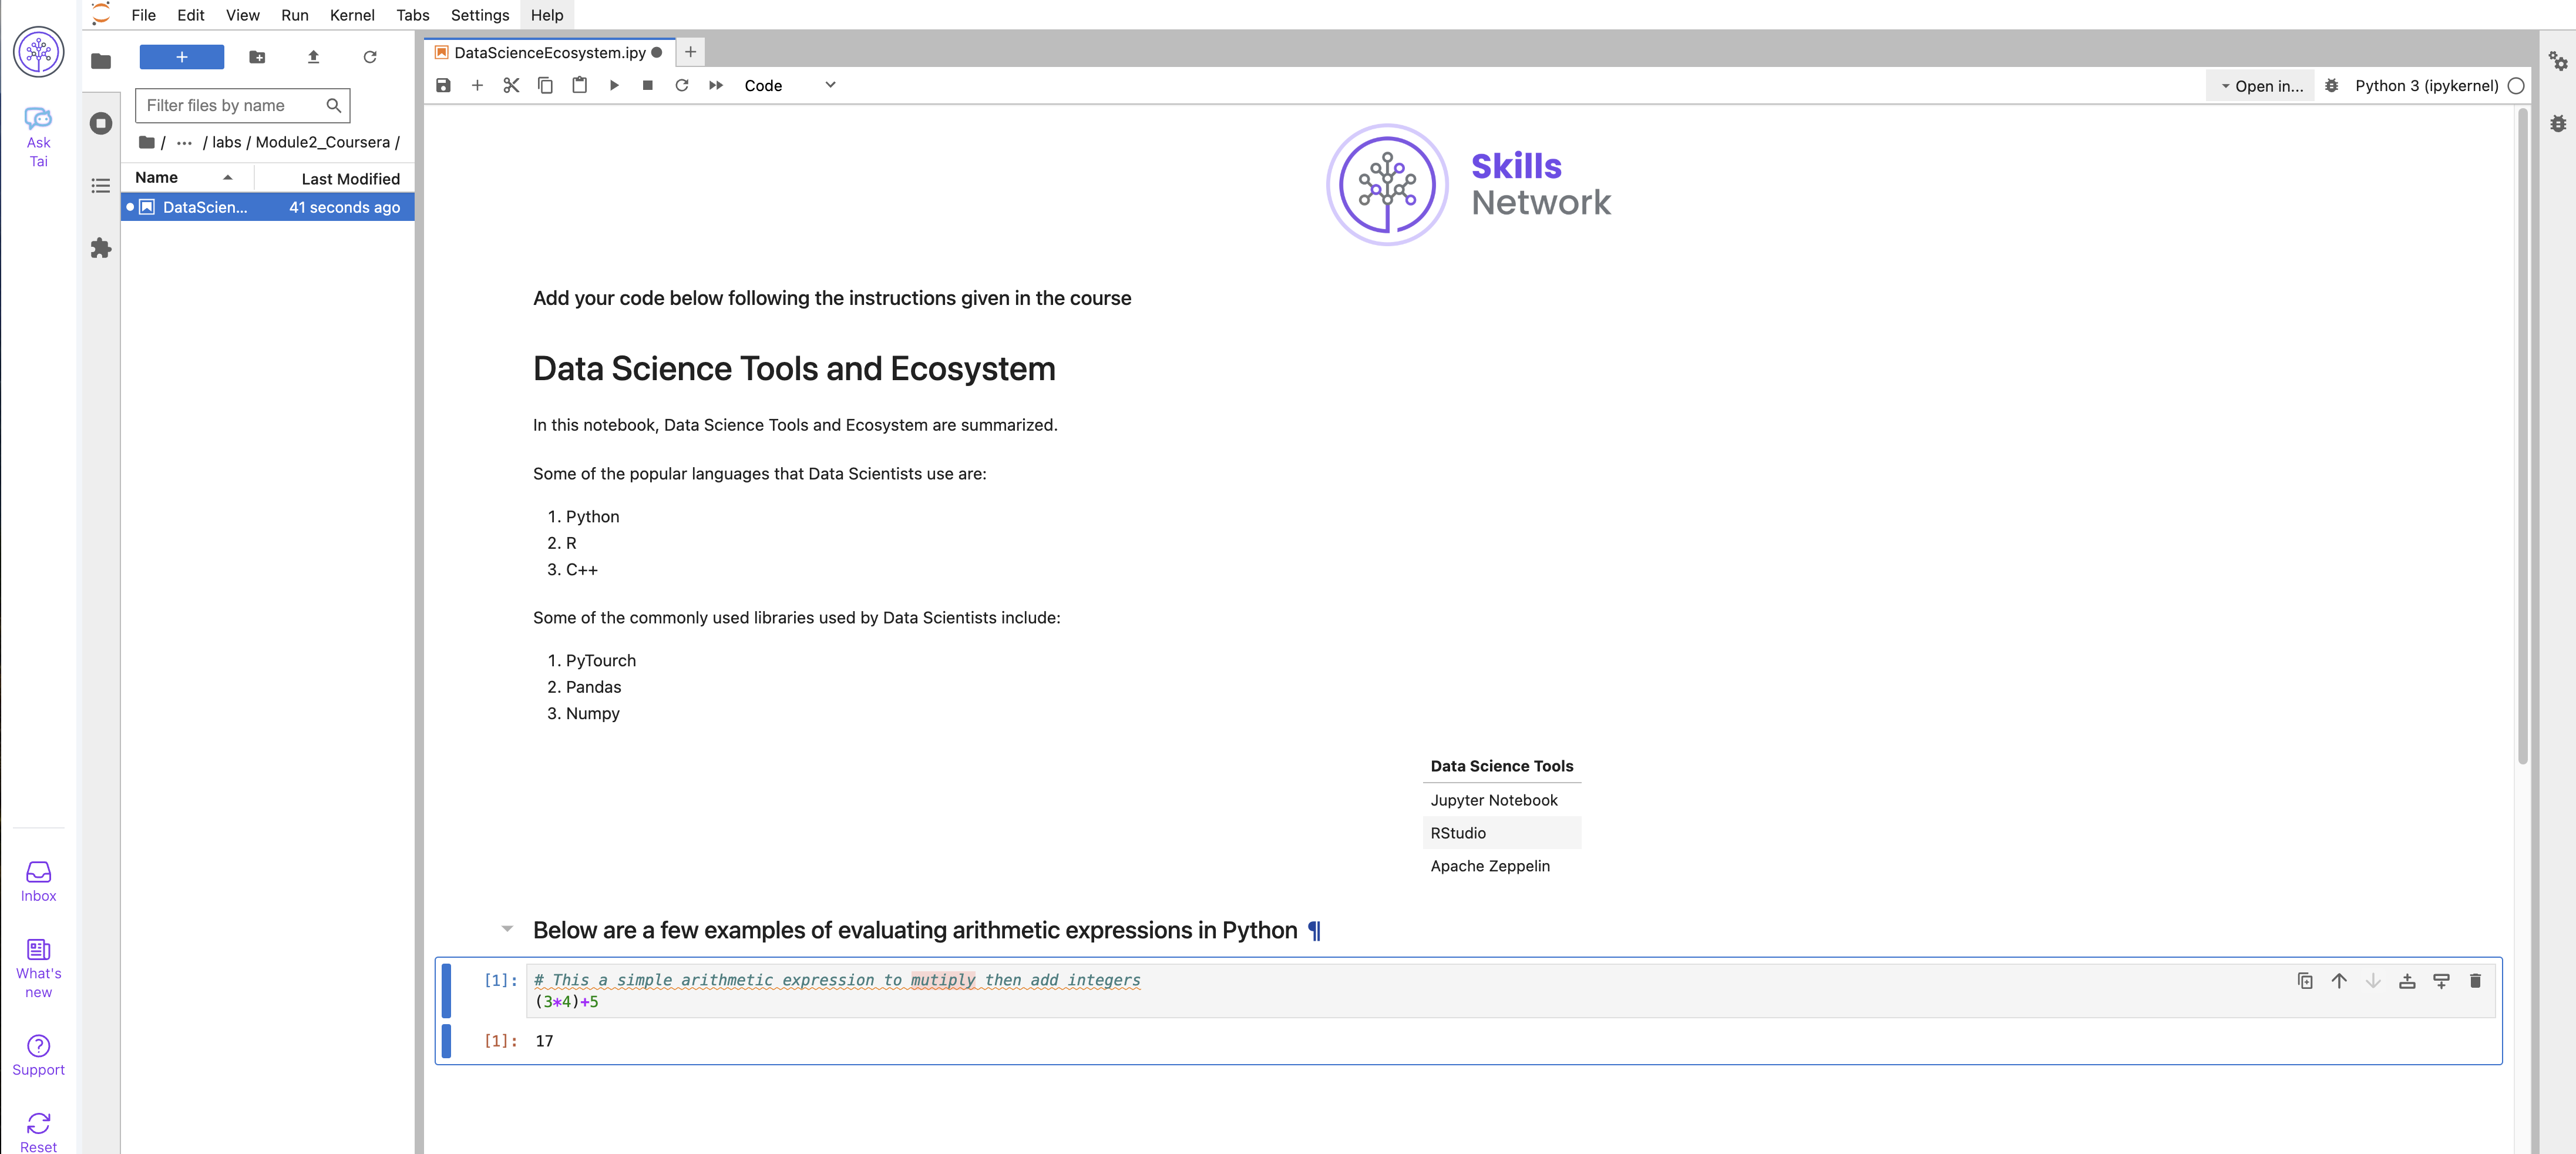 File Edit View Run Kernel Tabs Settings Help
Ask
Tai
Inbox
What's
new
Support
Reset
+
Filter files by name
/ ... / labs / Module2_Coursera /
Name Last Modified
DataScien... 41 seconds ago
DataScienceEcosystem.ipy
Code
Open in...
Python 3 (ipykernel)
Skills
Network
Add your code below following the instructions given in the course
Data Science Tools and Ecosystem
In this notebook, Data Science Tools and Ecosystem are summarized.
Some of the popular languages that Data Scientists use are:
1. Python
2. R
3. C++
Some of the commonly used libraries used by Data Scientists include:
1. PyTourch
2. Pandas
3. Numpy
Data Science Tools
Jupyter Notebook
RStudio
Apache Zeppelin
Below are a few examples of evaluating arithmetic expressions in Python ¶
[1]: # This a simple arithmetic expression to mutiply then add integers
(3*4)+5
[1]: 17